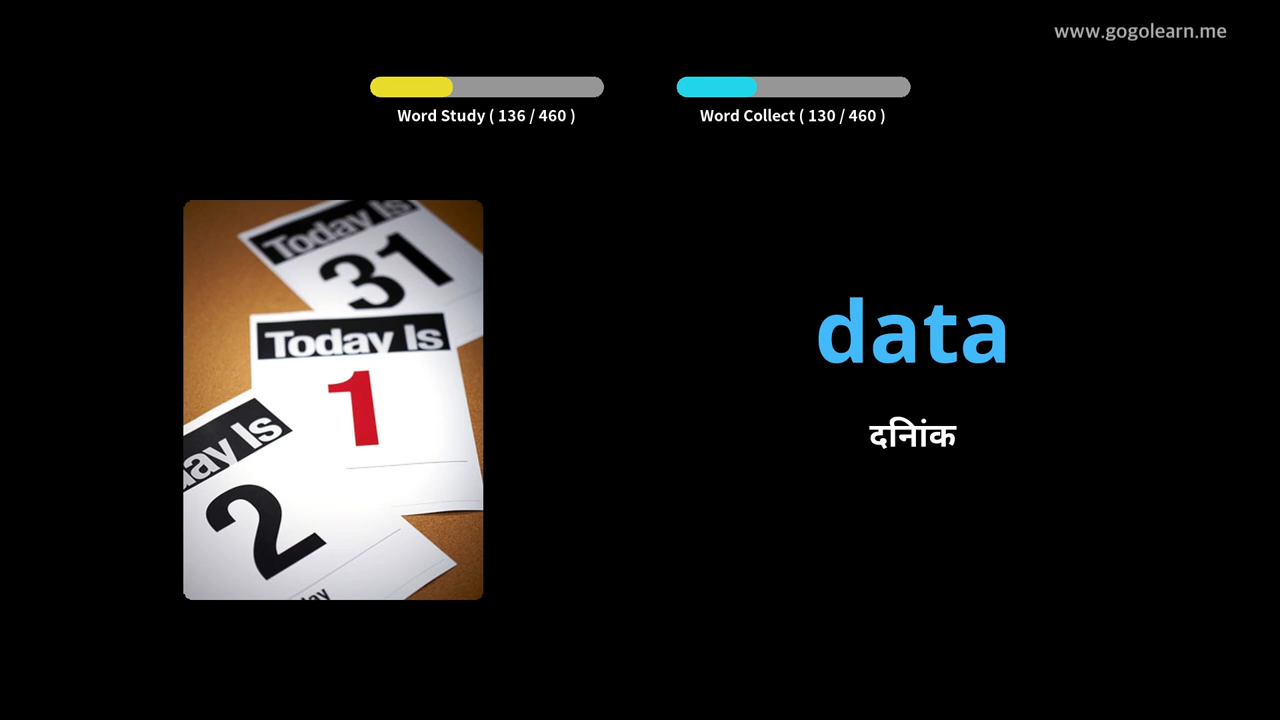 www.gogolearn.me
Word Study ( 136 / 460 )
Word Collect ( 130 / 460 )
Today Is
31
Today Is
1
day Is
2
day
data
दनिांक